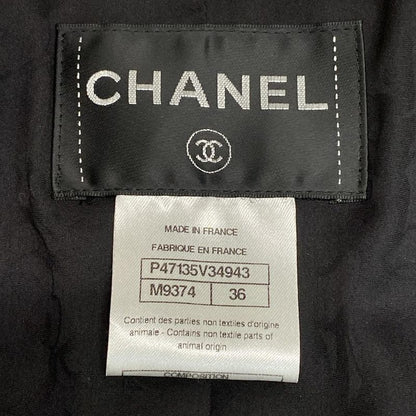 CHANEL
MADE IN FRANCE
FABRIQUE EN FRANCE
P47135V34943
M9374 36
Contient des parties non textiles d'origine
animale - Contains non textile parts of
animal origin
COMPOSITION